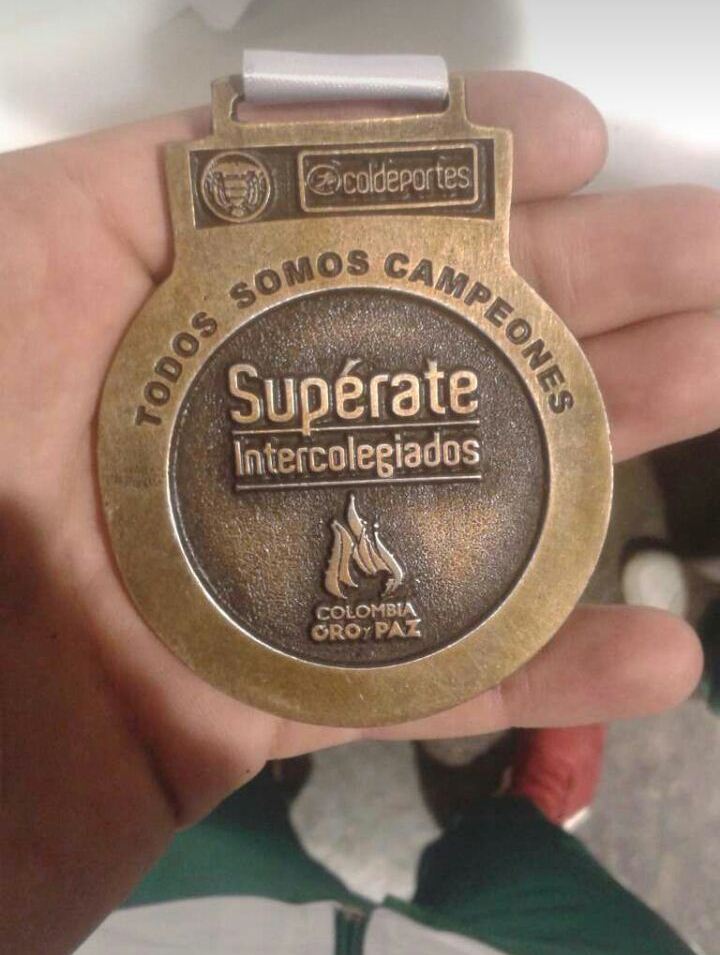 coldeportes
TODOS SOMOS CAMPEONES
Supérate
Intercolegiados
COLOMBIA
ORO Y PAZ